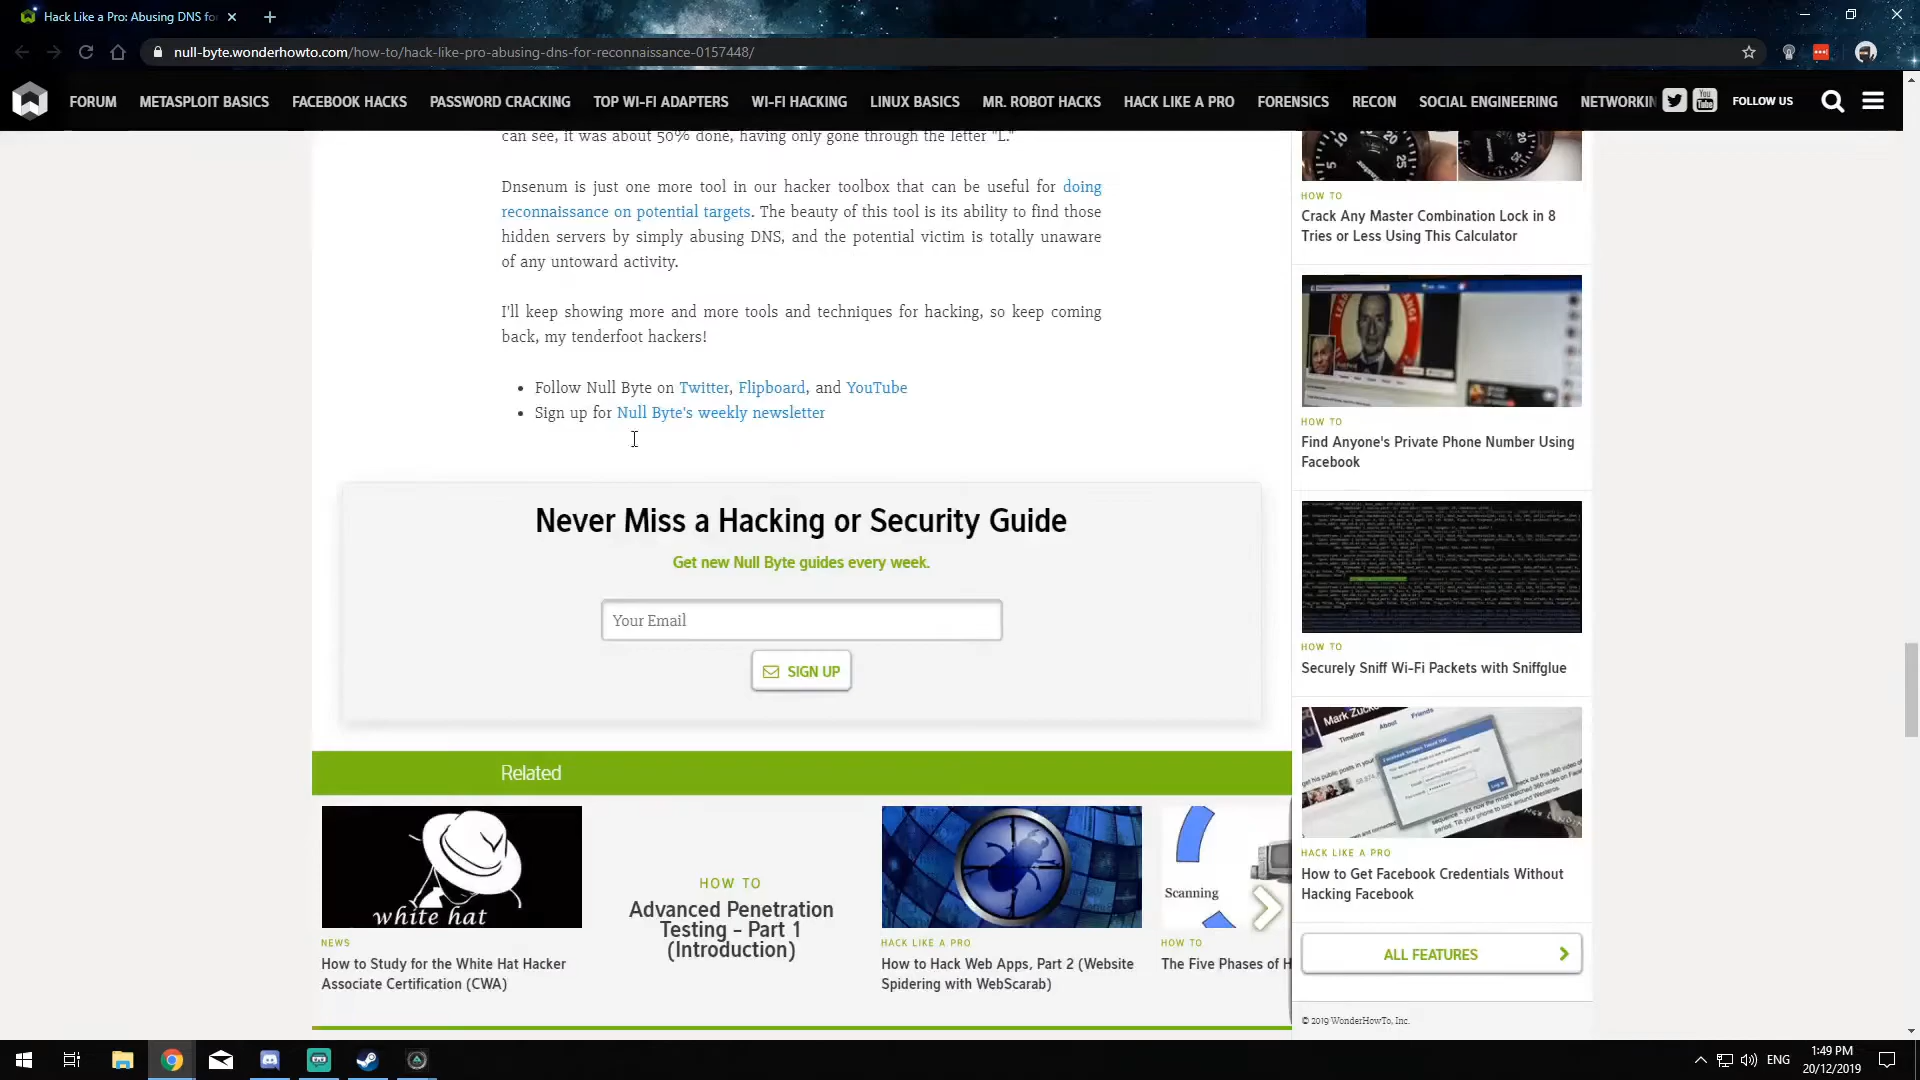 Hack Like a Pro: Abusing DNS fo
null-byte.wonderhowto.com/how-to/hack-like-pro-abusing-dns-for-reconnaissance-0157448/
FORUM METASPLOIT BASICS FACEBOOK HACKS PASSWORD CRACKING TOP WI-FI ADAPTERS WI-FI HACKING LINUX BASICS MR. ROBOT HACKS HACK LIKE A PRO FORENSICS RECON SOCIAL ENGINEERING NETWORKIN You Tube FOLLOW US
can see, it was about 50% done, having only gone through the letter "L."
Dnsenum is just one more tool in our hacker toolbox that can be useful for doing
reconnaissance on potential targets. The beauty of this tool is its ability to find those
hidden servers by simply abusing DNS, and the potential victim is totally unaware
of any untoward activity.
I'll keep showing more and more tools and techniques for hacking, so keep coming
back, my tenderfoot hackers!
• Follow Null Byte on Twitter, Flipboard, and YouTube
• Sign up for Null Byte's weekly newsletter
Never Miss a Hacking or Security Guide
Get new Null Byte guides every week.
Your Email
SIGN UP
Related
white hat
NEWS
How to Study for the White Hat Hacker
Associate Certification (CWA)
HOW TO
Advanced Penetration
Testing - Part 1
(Introduction)
HACK LIKE A PRO
How to Hack Web Apps, Part 2 (Website
Spidering with WebScarab)
Scanning
HOW TO
The Five Phases of H
HOW TO
Crack Any Master Combination Lock in 8
Tries or Less Using This Calculator
HOW TO
Find Anyone's Private Phone Number Using
Facebook
HOW TO
Securely Sniff Wi-Fi Packets with Sniffglue
Mark Zuck
Timeline About Friends
HACK LIKE A PRO
How to Get Facebook Credentials Without
Hacking Facebook
ALL FEATURES
© 2019 WonderHowTo, Inc.
ENG
1:49 PM
20/12/2019